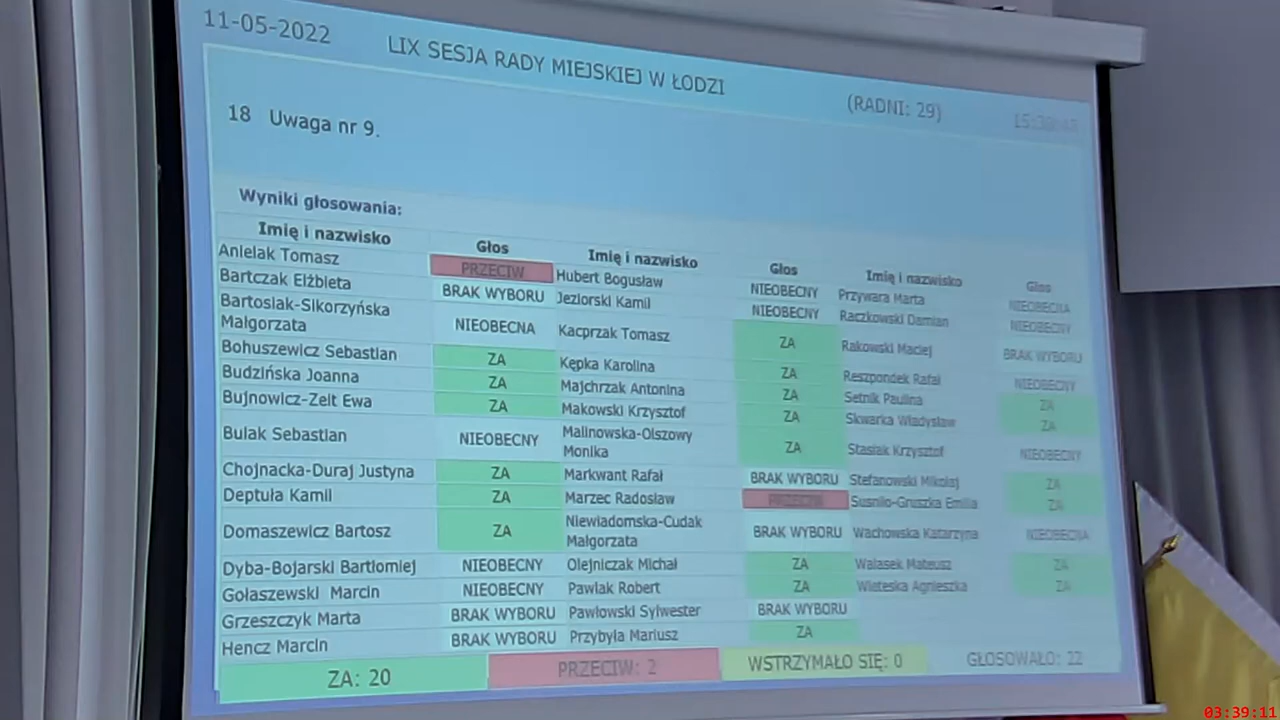 11-05-2022 LIX SESJA RADY MIEJSKIEJ W ŁODZI (RADNI: 29)
18 Uwaga nr 9.
Wyniki głosowania:
Imię i nazwisko Głos Imię i nazwisko Głos Imię i nazwisko Głos
Anielak Tomasz PRZECIW Hubert Bogusław NIEOBECNY Przywara Marta NIEOBECNA
Bartczak Elżbieta BRAK WYBORU Jeziorski Kamil NIEOBECNY Raczkowski Damian NIEOBECNY
Bartosiak-Sikorzyńska
Małgorzata NIEOBECNA Kacprzak Tomasz ZA Rakowski Maciej BRAK WYBORU
Bohuszewicz Sebastian ZA Kępka Karolina ZA Reszpondek Rafał NIEOBECNY
Budzińska Joanna ZA Majchrzak Antonina ZA Setnik Paulina ZA
Bujnowicz-Zelt Ewa ZA Makowski Krzysztof ZA Skwarka Władysław ZA
Bulak Sebastian NIEOBECNY Malinowska-Olszowy
Monika ZA Stasiak Krzysztof NIEOBECNY
Chojnacka-Duraj Justyna ZA Markwant Rafał BRAK WYBORU Stefanowski Mikołaj ZA
Deptuła Kamil ZA Marzec Radosław PRZECIW Susniło-Gruszka Emilia ZA
Domaszewicz Bartosz ZA Niewiadomska-Cudak
Małgorzata BRAK WYBORU Wachowska Katarzyna NIEOBECNA
Dyba-Bojarski Bartłomiej NIEOBECNY Olejniczak Michał ZA Walasek Mateusz ZA
Gołaszewski Marcin NIEOBECNY Pawlak Robert ZA Wieteska Agnieszka ZA
Grzeszczyk Marta BRAK WYBORU Pawłowski Sylwester BRAK WYBORU
Hencz Marcin BRAK WYBORU Przybyła Mariusz ZA
ZA: 20 PRZECIW: 2 WSTRZYMAŁO SIĘ: 0 GŁOSOWAŁO: 22
03:39:11